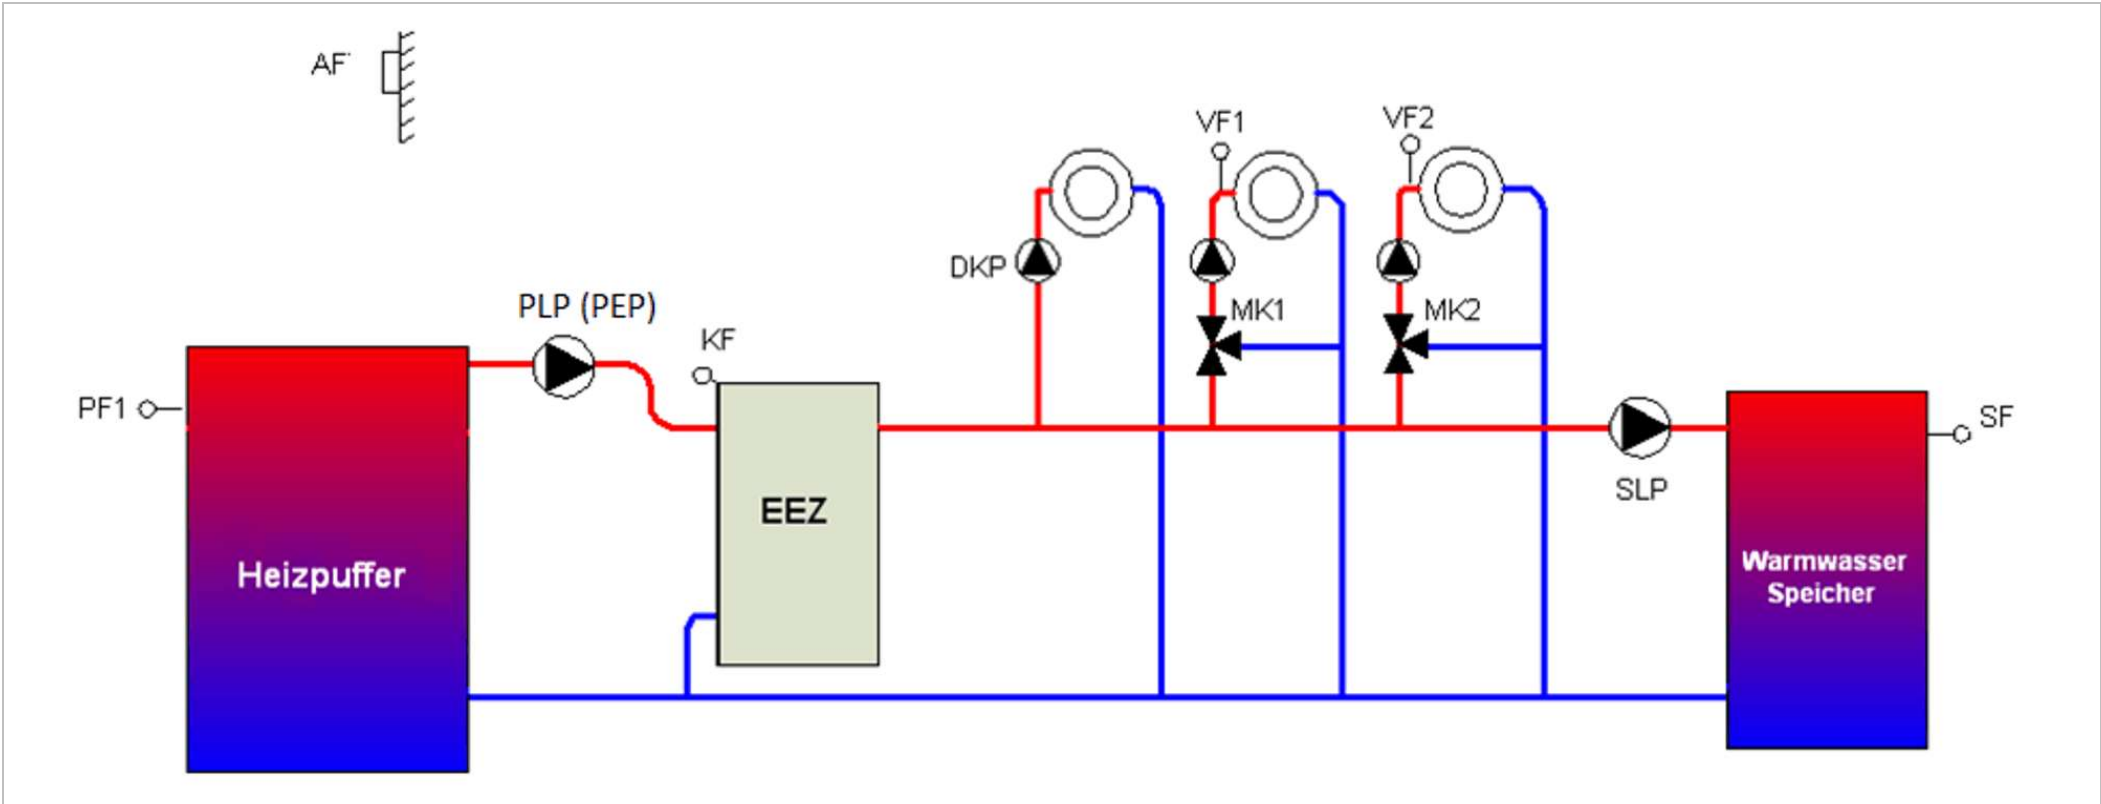 AF
VF1
VF2
DKP
PLP (PEP)
MK1
MK2
KF
PF1
SF
SLP
EEZ
Heizpuffer
Warmwasser
Speicher